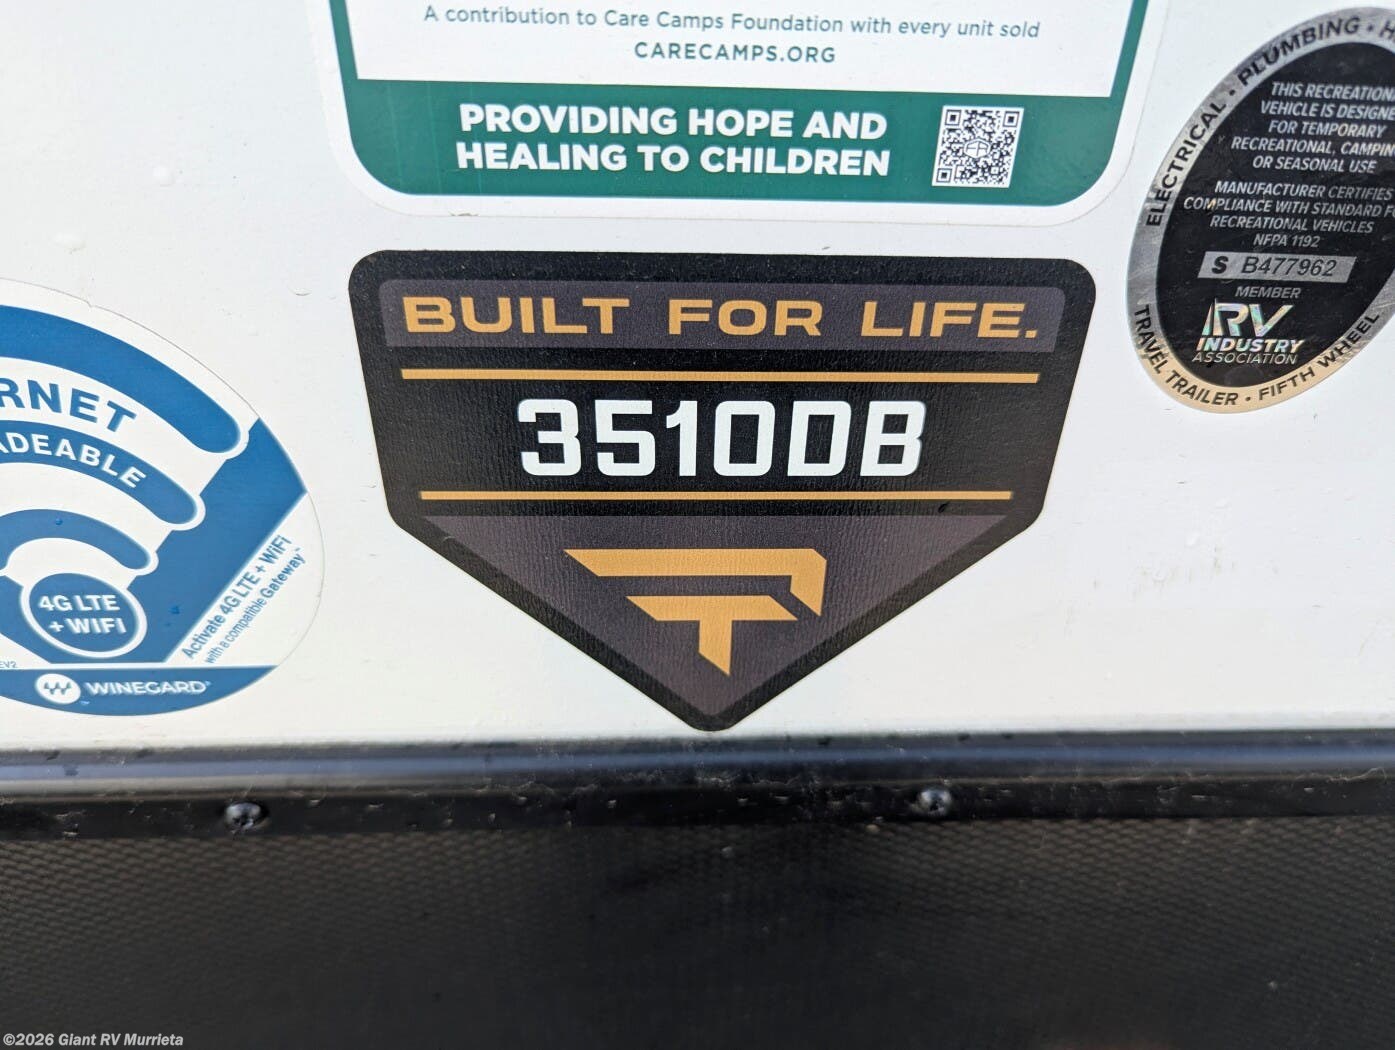 A contribution to Care Camps Foundation with every unit sold
CARECAMPS.ORG
PROVIDING HOPE AND
HEALING TO CHILDREN
ELECTRICAL • PLUMBING •
THIS RECREATION
VEHICLE IS DESIGNE
FOR TEMPORARY
RECREATIONAL, CAMPIN
OR SEASONAL USE
MANUFACTURER CERTIFIES
COMPLIANCE WITH STANDARD F
RECREATIONAL VEHICLES
NFPA 1192
S B477962
MEMBER
RV
INDUSTRY
ASSOCIATION
TRAVEL TRAILER • FIFTH WHEEL
BUILT FOR LIFE.
3510DB
RNET
ADEABLE
4G LTE
+ WIFI
Activate 4G LTE + WiFi
with a compatible Gateway™
EV2
WINEGARD
©2026 Giant RV Murrieta